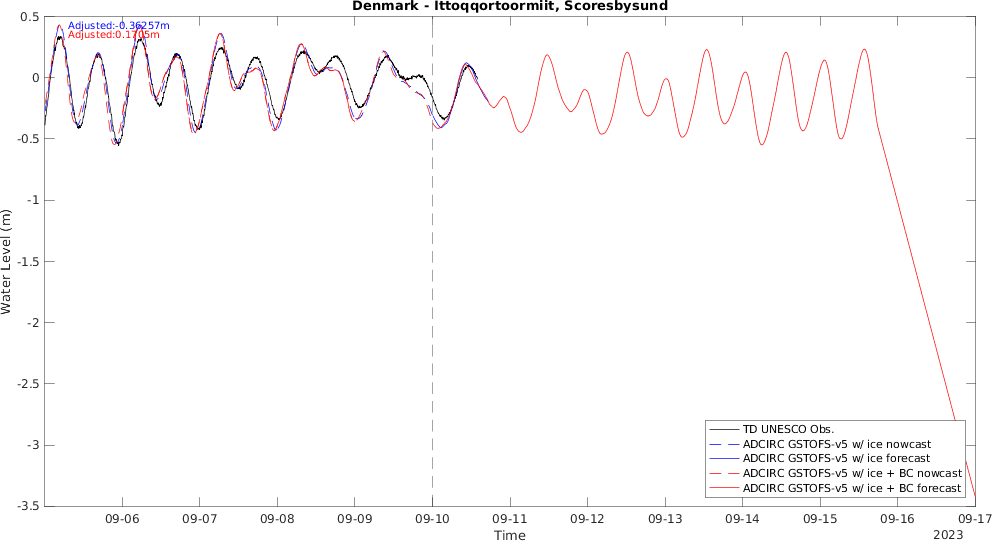 Denmark - Ittoqqortoormiit, Scoresbysund
Adjusted:-0.36257m
Adjusted:0.1705m
0.5
0
-0.5
-1
-1.5
-2
-2.5
-3
-3.5
Water Level (m)
TD UNESCO Obs.
ADCIRC GSTOFS-v5 w/ ice nowcast
ADCIRC GSTOFS-v5 w/ ice forecast
ADCIRC GSTOFS-v5 w/ ice + BC nowcast
ADCIRC GSTOFS-v5 w/ ice + BC forecast
09-06 09-07 09-08 09-09 09-10 09-11 09-12 09-13 09-14 09-15 09-16 09-17
Time
2023